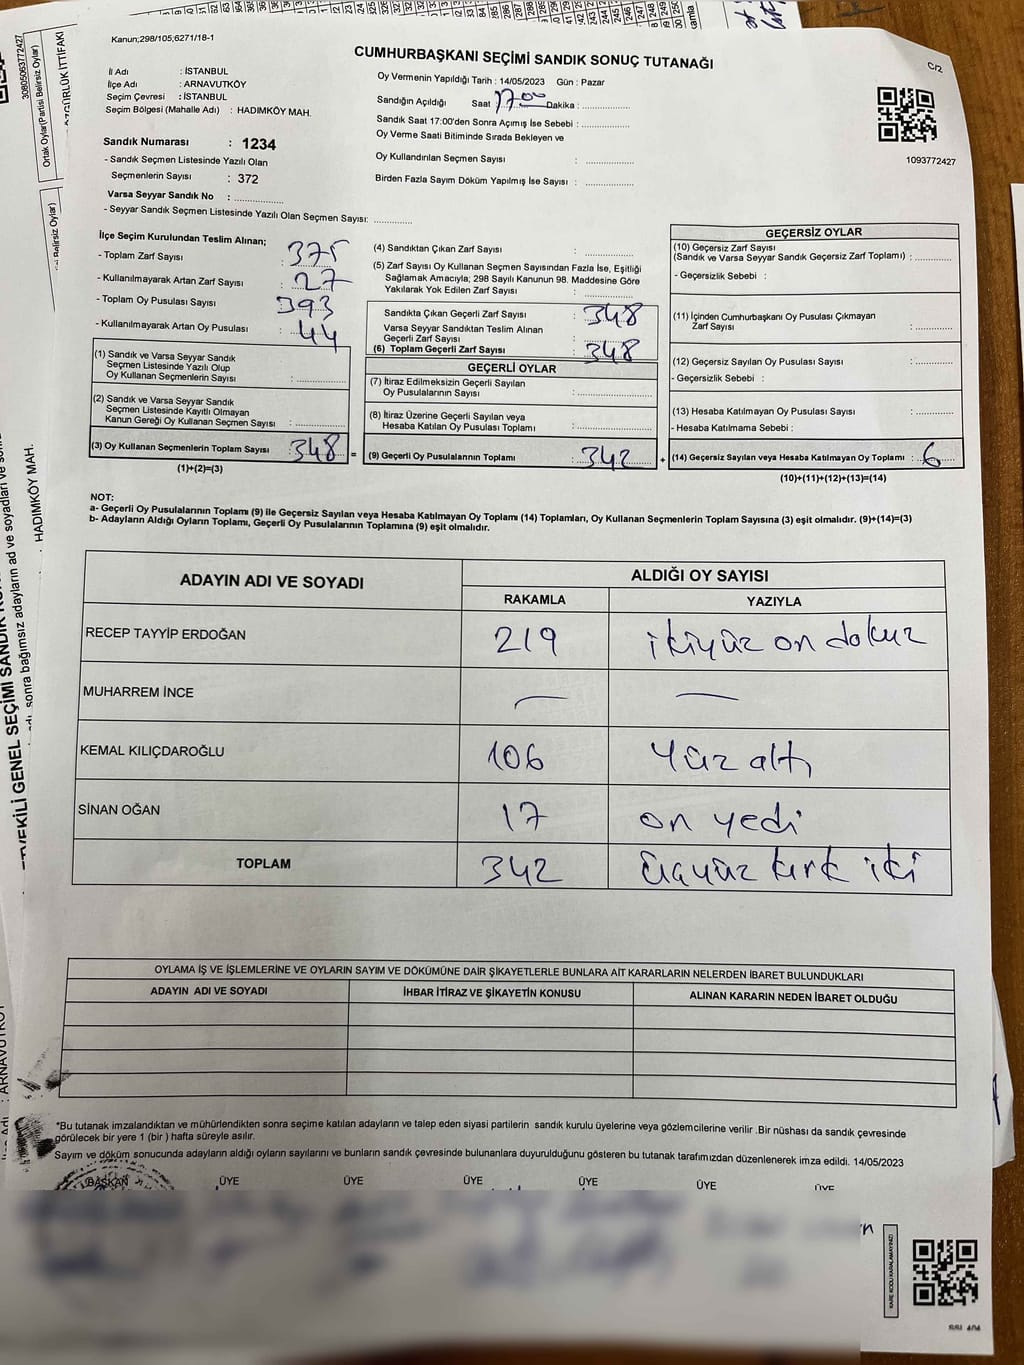 Kanun;298/105,6271/18-1
CUMHURBAŞKANI SEÇİMİ SANDIK SONUÇ TUTANAĞI
C/2
İl Adı : İSTANBUL
İlçe Adı : ARNAVUTKÖY
Seçim Çevresi : İSTANBUL
Seçim Bölgesi (Mahalle Adı) : HADIMKÖY MAH.
Oy Vermenin Yapıldığı Tarih : 14/05/2023 Gün : Pazar
Sandığın Açıldığı Saat 17.00 Dakika : ..............
Sandık Saat 17:00'den Sonra Açımış İse Sebebi : ..............
Oy Verme Saati Bitiminde Sırada Bekleyen ve
Oy Kullandırılan Seçmen Sayısı : ..............
Birden Fazla Sayım Döküm Yapılmış İse Sayısı : ..............
1093772427
Sandık Numarası : 1234
- Sandık Seçmen Listesinde Yazılı Olan
Seçmenlerin Sayısı : 372
Varsa Seyyar Sandık No : ..............
- Seyyar Sandık Seçmen Listesinde Yazılı Olan Seçmen Sayısı: ...........
İlçe Seçim Kurulundan Teslim Alınan;
- Toplam Zarf Sayısı : 375
- Kullanılmayarak Artan Zarf Sayısı : 27
- Toplam Oy Pusulası Sayısı : 393
- Kullanılmayarak Artan Oy Pusulası : 44
(1) Sandık ve Varsa Seyyar Sandık
Seçmen Listesinde Yazılı Olup
Oy Kullanan Seçmenlerin Sayısı : ..............
(2) Sandık ve Varsa Seyyar Sandık
Seçmen Listesinde Kayıtlı Olmayan
Kanun Gereği Oy Kullanan Seçmen Sayısı : ..............
(3) Oy Kullanan Seçmenlerin Toplam Sayısı : 348 =
(1)+(2)=(3)
(4) Sandıktan Çıkan Zarf Sayısı : ..............
(5) Zarf Sayısı Oy Kullanan Seçmen Sayısından Fazla İse, Eşitliği
Sağlamak Amacıyla; 298 Sayılı Kanunun 98. Maddesine Göre
Yakılarak Yok Edilen Zarf Sayısı : ..............
Sandıkta Çıkan Geçerli Zarf Sayısı : 348
Varsa Seyyar Sandıktan Teslim Alınan
Geçerli Zarf Sayısı :
(6) Toplam Geçerli Zarf Sayısı : 348
GEÇERLİ OYLAR
(7) İtiraz Edilmeksizin Geçerli Sayılan
Oy Pusulalarının Sayısı : ..............
(8) İtiraz Üzerine Geçerli Sayılan veya
Hesaba Katılan Oy Pusulası Toplamı : ..............
(9) Geçerli Oy Pusulalarının Toplamı : 342 +
GEÇERSİZ OYLAR
(10) Geçersiz Zarf Sayısı
(Sandık ve Varsa Seyyar Sandık Geçersiz Zarf Toplamı) : ...........
- Geçersizlik Sebebi :
(11) İçinden Cumhurbaşkanı Oy Pusulası Çıkmayan
Zarf Sayısı : ...........
(12) Geçersiz Sayılan Oy Pusulası Sayısı : ...........
- Geçersizlik Sebebi :
(13) Hesaba Katılmayan Oy Pusulası Sayısı : ...........
- Hesaba Katılmama Sebebi :
(14) Geçersiz Sayılan veya Hesaba Katılmayan Oy Toplamı : 6
(10)+(11)+(12)+(13)=(14)
NOT:
a- Geçerli Oy Pusulalarının Toplamı (9) ile Geçersiz Sayılan veya Hesaba Katılmayan Oy Toplamı (14) Toplamları, Oy Kullanan Seçmenlerin Toplam Sayısına (3) eşit olmalıdır. (9)+(14)=(3)
b- Adayların Aldığı Oyların Toplamı, Geçerli Oy Pusulalarının Toplamına (9) eşit olmalıdır.
ADAYIN ADI VE SOYADI ALDIĞI OY SAYISI
RAKAMLA YAZIYLA
RECEP TAYYİP ERDOĞAN 219 ikiyüz on dokuz
MUHARREM İNCE — —
KEMAL KILIÇDAROĞLU 106 Yüz altı
SİNAN OĞAN 17 on yedi
TOPLAM 342 üçyüz kırk iki
OYLAMA İŞ VE İŞLEMLERİNE VE OYLARIN SAYIM VE DÖKÜMÜNE DAİR ŞİKAYETLERLE BUNLARA AİT KARARLARIN NELERDEN İBARET BULUNDUKLARI
ADAYIN ADI VE SOYADI İHBAR İTİRAZ VE ŞİKAYETİN KONUSU ALINAN KARARIN NEDEN İBARET OLDUĞU
*Bu tutanak imzalandıktan ve mühürlendikten sonra seçime katılan adayların ve talep eden siyasi partilerin sandık kurulu üyelerine veya gözlemcilerine verilir .Bir nüshası da sandık çevresinde
görülecek bir yere 1 (bir ) hafta süreyle asılır.
Sayım ve döküm sonucunda adayların aldığı oyların sayılarını ve bunların sandık çevresinde bulunanlara duyurulduğunu gösteren bu tutanak tarafımızdan düzenlenerek imza edildi. 14/05/2023
BAŞKAN ÜYE ÜYE ÜYE ÜYE ÜYE ÜYE
KARE KODU KARALAMAYINIZ!
30805063772427
Ortak Oylar(Partisi Belirsiz Oylar)
HADIMKÖY MAH.